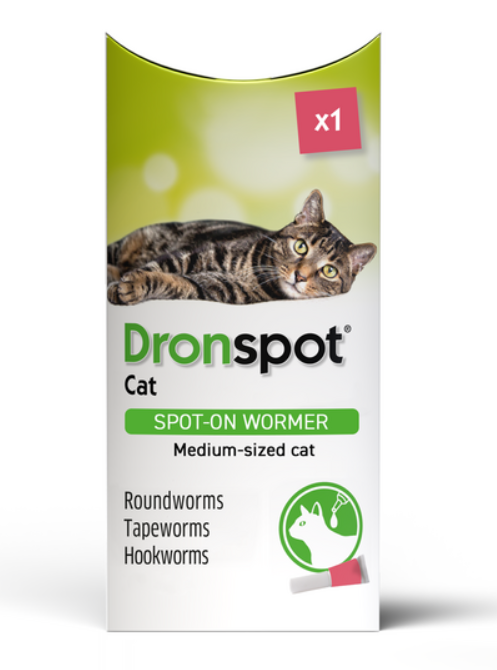 x1
Dronspot®
Cat
SPOT-ON WORMER
Medium-sized cat
Roundworms
Tapeworms
Hookworms